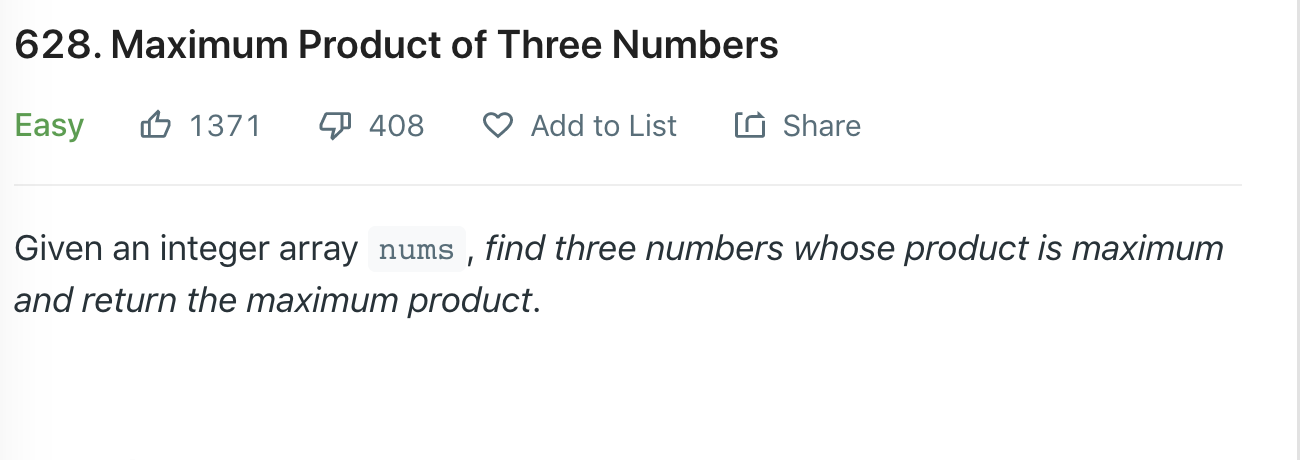 628. Maximum Product of Three Numbers
Easy 1371 408 Add to List Share
Given an integer array nums, find three numbers whose product is maximum
and return the maximum product.